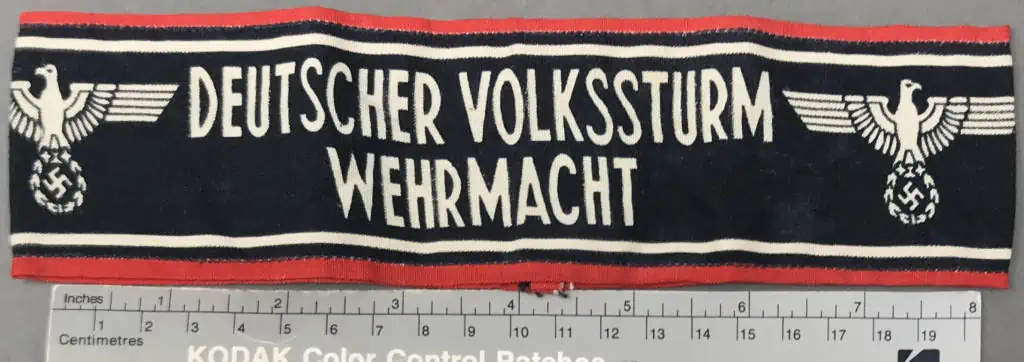 DEUTSCHER VOLKSSTURM
WEHRMACHT
Inches 1 2 3 4 5 6 7 8
Centimetres 1 2 3 4 5 6 7 8 9 10 11 12 13 14 15 16 17 18 19
KODAK Color Control Patches